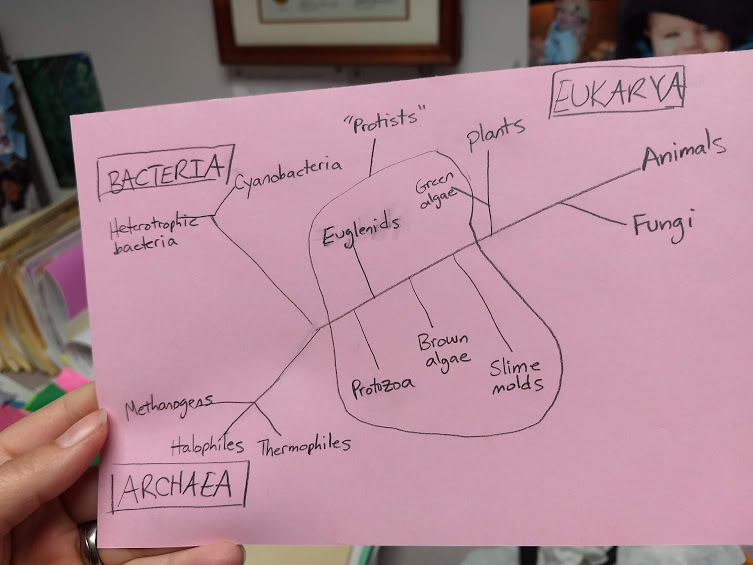 EUKARYA
"Protists"
plants
Animals
BACTERIA
Cyanobacteria
Green
algae
Heterotrophic
bacteria
Euglenids
Fungi
Brown
algae
Protozoa
Slime
molds
Methanogens
Halophiles
Thermophiles
ARCHAEA